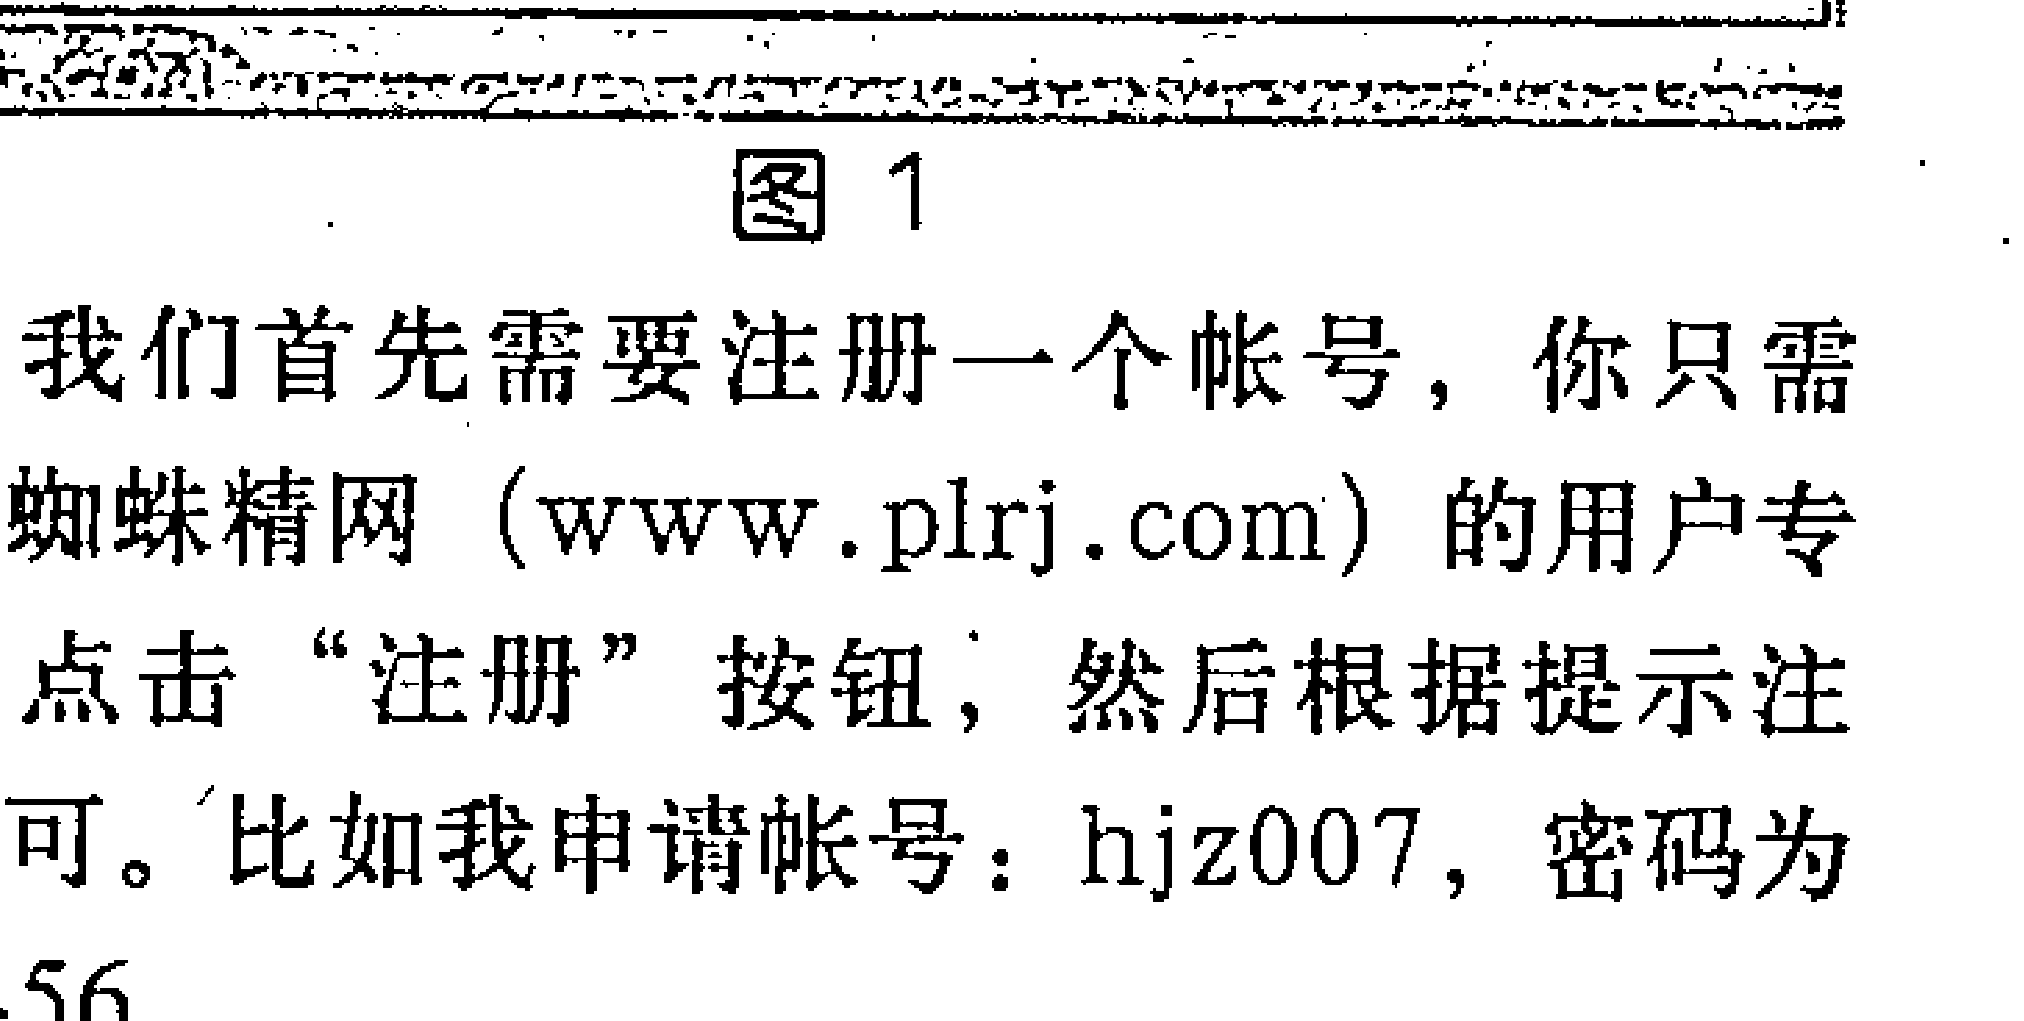 图 1
我们首先需要注册一个帐号，你只需
蜘蛛精网（www.plrj.com）的用户专
点击“注册”按钮，然后根据提示注
可。比如我申请帐号：hjz007，密码为
56